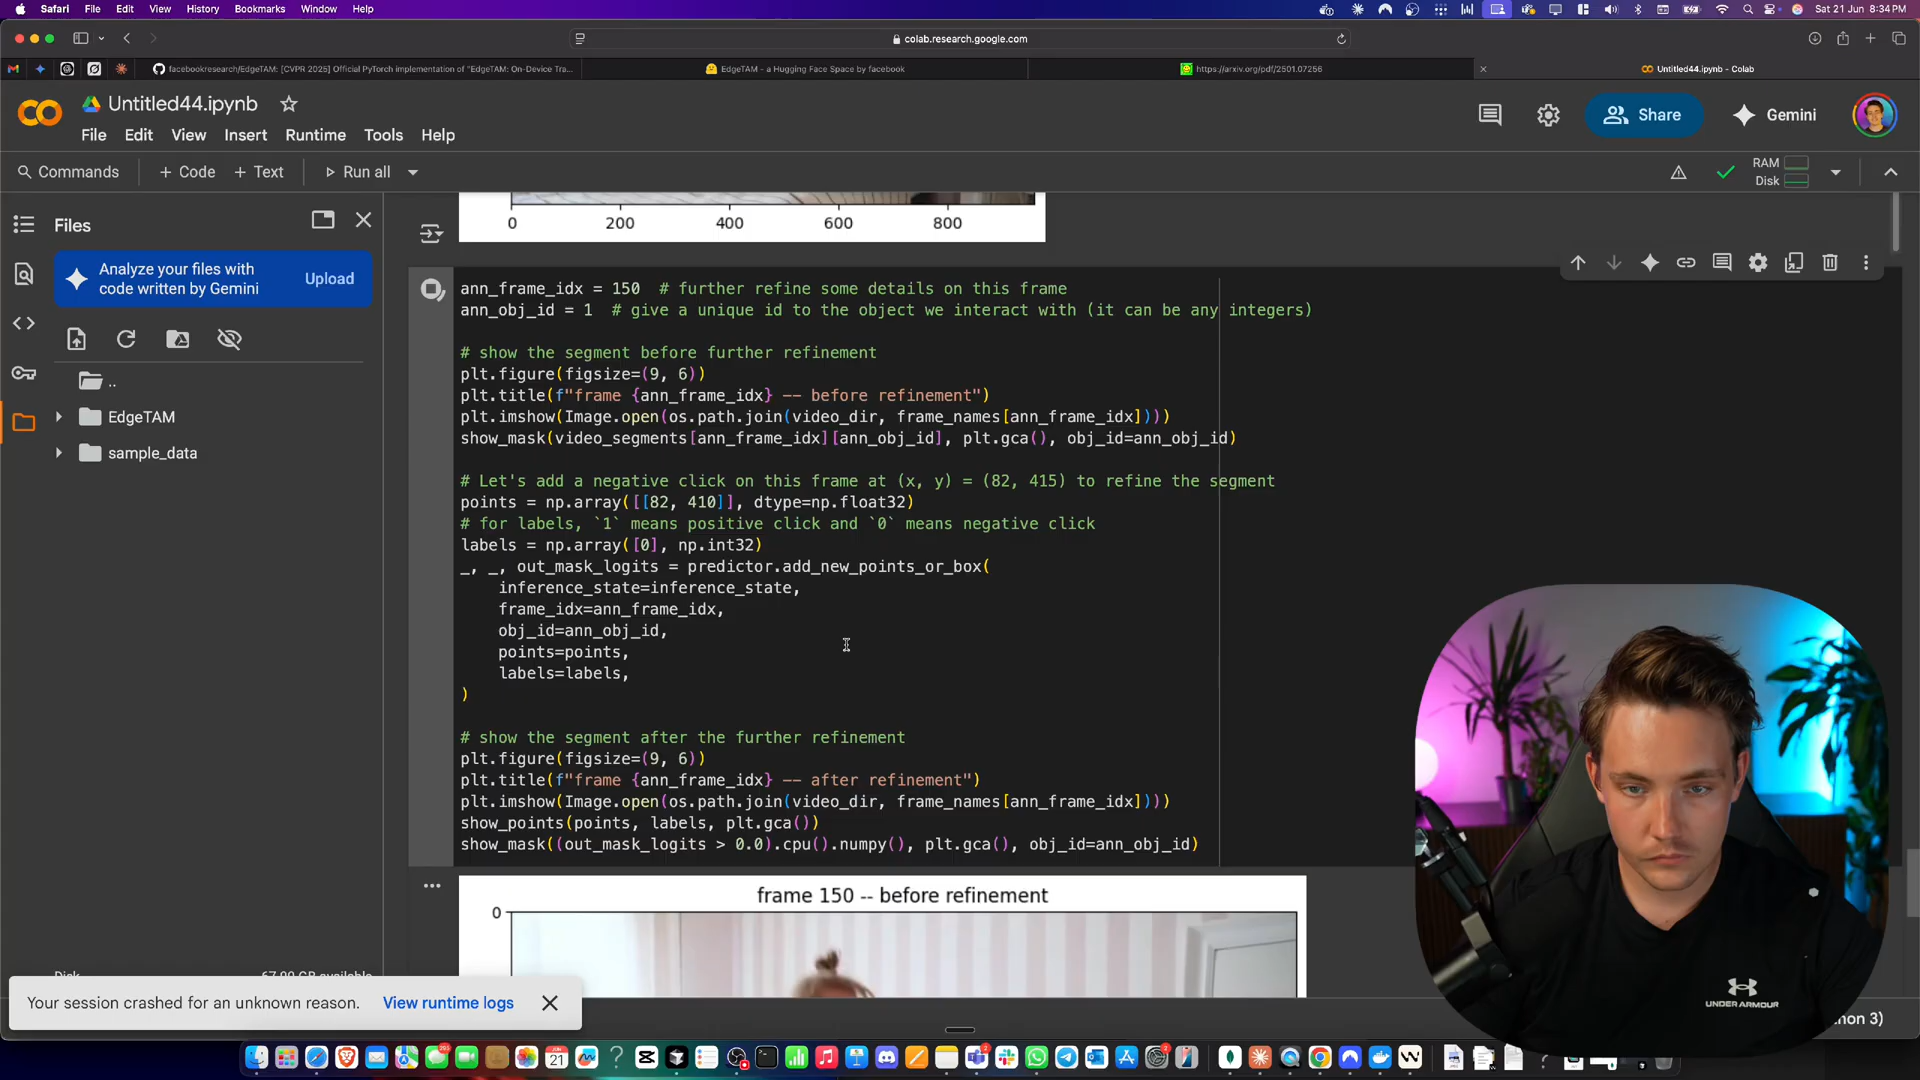 Safari File Edit View History Bookmarks Window Help
Sat 21 Jun 8:34 PM
colab.research.google.com
facebookresearch/EdgeTAM: [CVPR 2025] Official PyTorch implementation of "EdgeTAM: On-Device Tra...
EdgeTAM - a Hugging Face Space by facebook
https://arxiv.org/pdf/2501.07256
Untitled44.ipynb - Colab
Untitled44.ipynb
File Edit View Insert Runtime Tools Help
Share
Gemini
Commands + Code + Text Run all
RAM
Disk
Files
Analyze your files with
code written by Gemini
Upload
..
EdgeTAM
sample_data
0 200 400 600 800
ann_frame_idx = 150  # further refine some details on this frame
ann_obj_id = 1  # give a unique id to the object we interact with (it can be any integers)
# show the segment before further refinement
plt.figure(figsize=(9, 6))
plt.title(f"frame {ann_frame_idx} -- before refinement")
plt.imshow(Image.open(os.path.join(video_dir, frame_names[ann_frame_idx])))
show_mask(video_segments[ann_frame_idx][ann_obj_id], plt.gca(), obj_id=ann_obj_id)
# Let's add a negative click on this frame at (x, y) = (82, 415) to refine the segment
points = np.array([[82, 410]], dtype=np.float32)
# for labels, `1` means positive click and `0` means negative click
labels = np.array([0], np.int32)
_, _, out_mask_logits = predictor.add_new_points_or_box(
    inference_state=inference_state,
    frame_idx=ann_frame_idx,
    obj_id=ann_obj_id,
    points=points,
    labels=labels,
)
# show the segment after the further refinement
plt.figure(figsize=(9, 6))
plt.title(f"frame {ann_frame_idx} -- after refinement")
plt.imshow(Image.open(os.path.join(video_dir, frame_names[ann_frame_idx])))
show_points(points, labels, plt.gca())
show_mask((out_mask_logits > 0.0).cpu().numpy(), plt.gca(), obj_id=ann_obj_id)
frame 150 -- before refinement
0
Your session crashed for an unknown reason. View runtime logs
UNDER ARMOUR